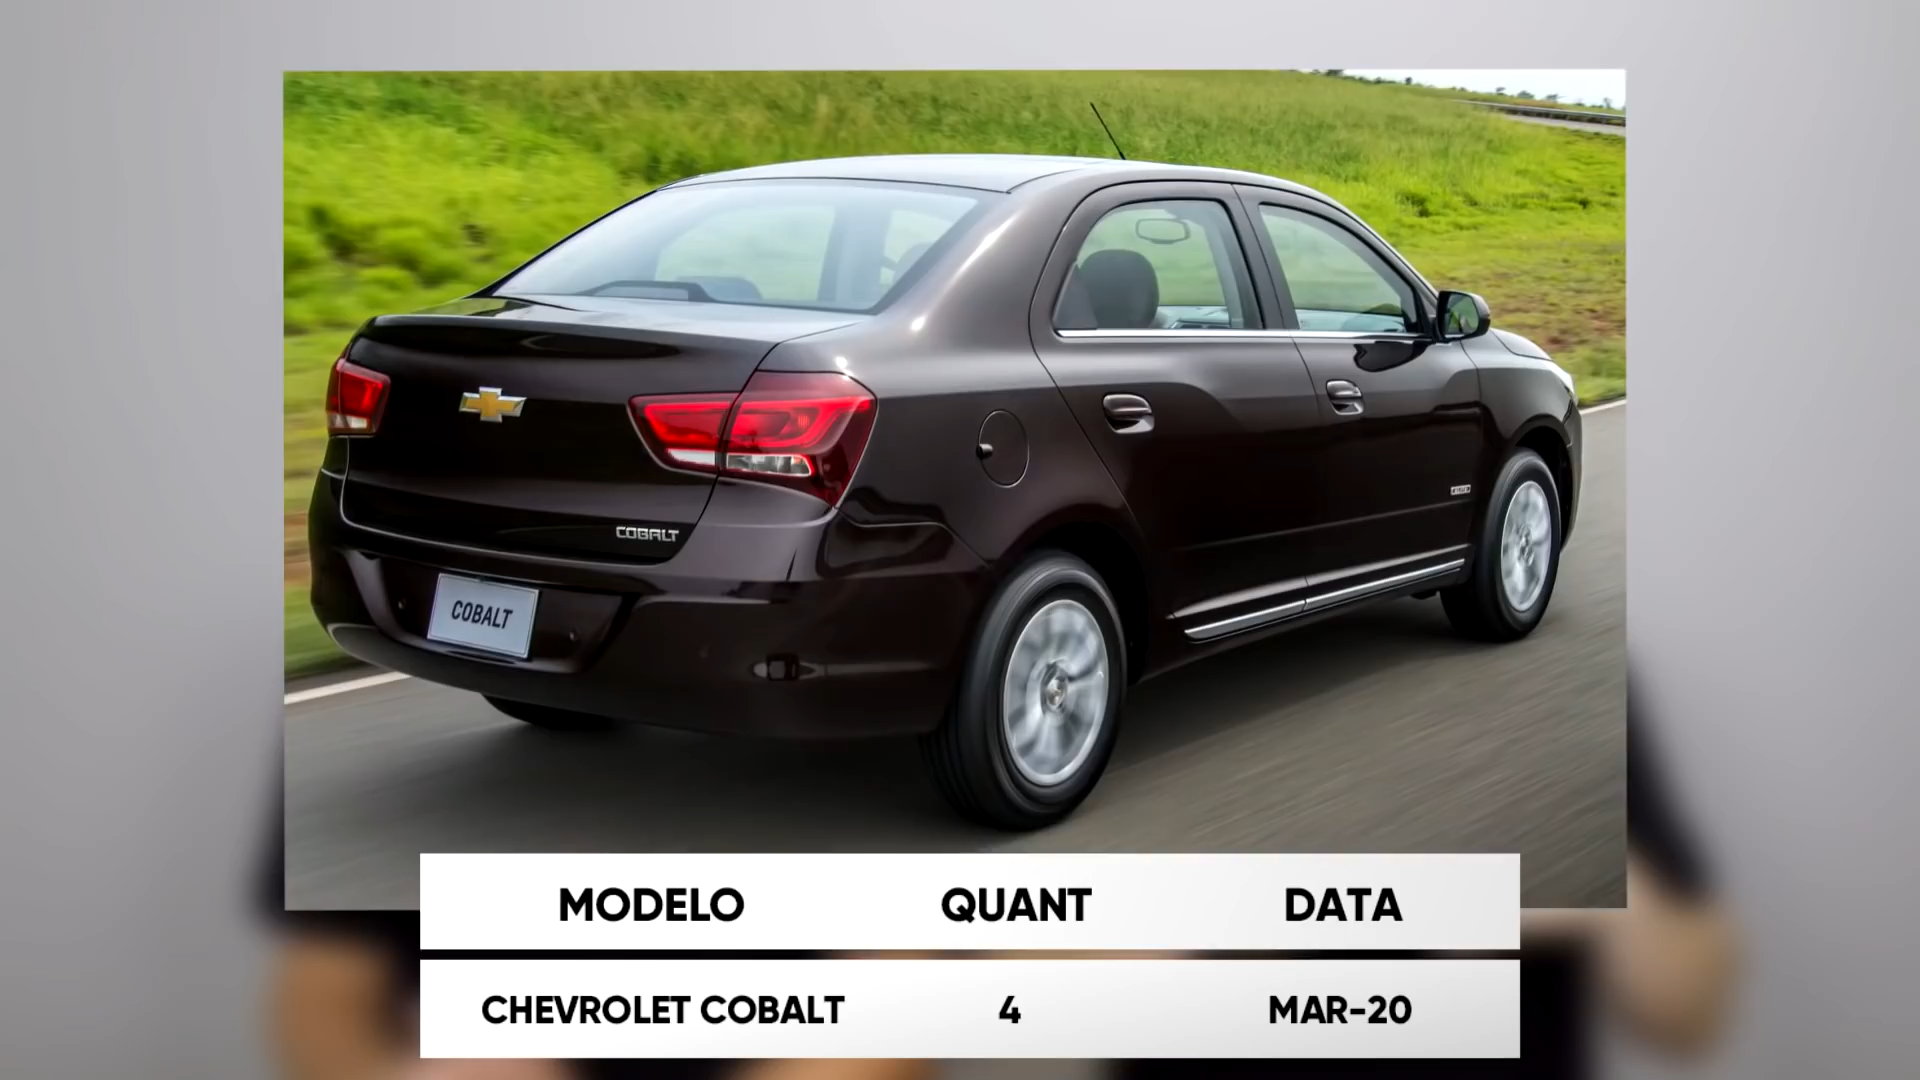 COBALT
COBALT
MODELO QUANT DATA
CHEVROLET COBALT 4 MAR-20